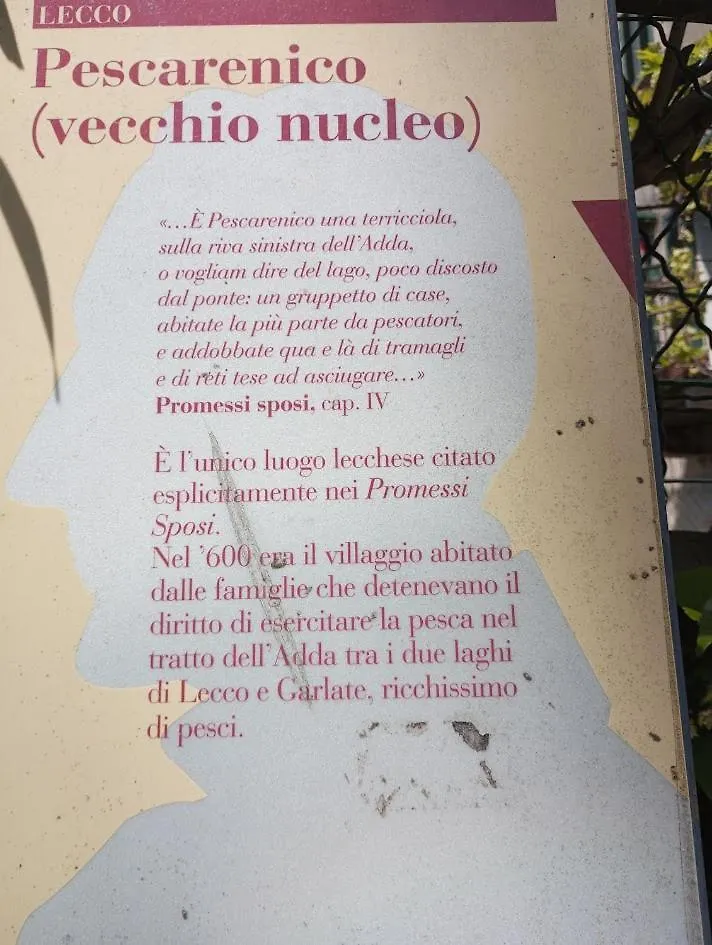 LECCO
Pescarenico
(vecchio nucleo)
«…È Pescarenico una terricciola,
sulla riva sinistra dell'Adda,
o vogliam dire del lago, poco discosto
dal ponte: un gruppetto di case,
abitate la più parte da pescatori,
e addobbate qua e là di tramagli
e di reti tese ad asciugare…»
Promessi sposi, cap. IV
È l'unico luogo lecchese citato
esplicitamente nei Promessi
Sposi.
Nel '600 era il villaggio abitato
dalle famiglie che detenevano il
diritto di esercitare la pesca nel
tratto dell'Adda tra i due laghi
di Lecco e Garlate, ricchissimo
di pesci.